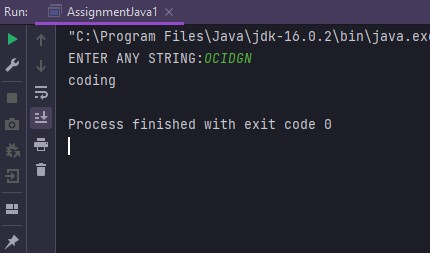 Run: AssignmentJava1
"C:\Program Files\Java\jdk-16.0.2\bin\java.exe
ENTER ANY STRING:OCIDGN
coding
Process finished with exit code 0